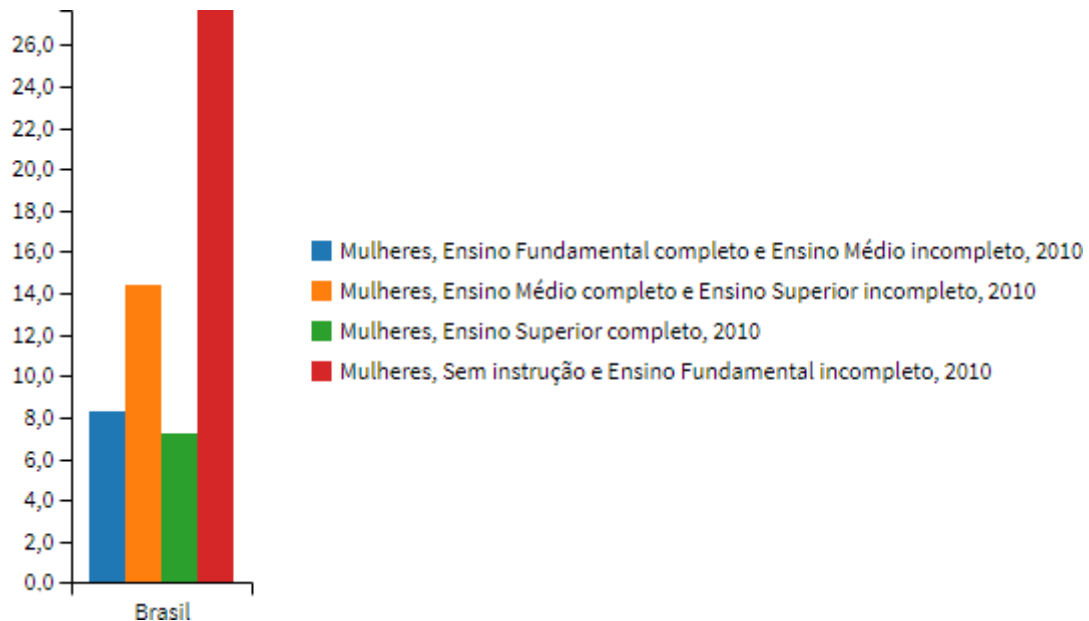 26,0
24,0
22,0
20,0
18,0
16,0
14,0
12,0
10,0
8,0
6,0
4,0
2,0
0,0
Brasil
Mulheres, Ensino Fundamental completo e Ensino Médio incompleto, 2010
Mulheres, Ensino Médio completo e Ensino Superior incompleto, 2010
Mulheres, Ensino Superior completo, 2010
Mulheres, Sem instrução e Ensino Fundamental incompleto, 2010